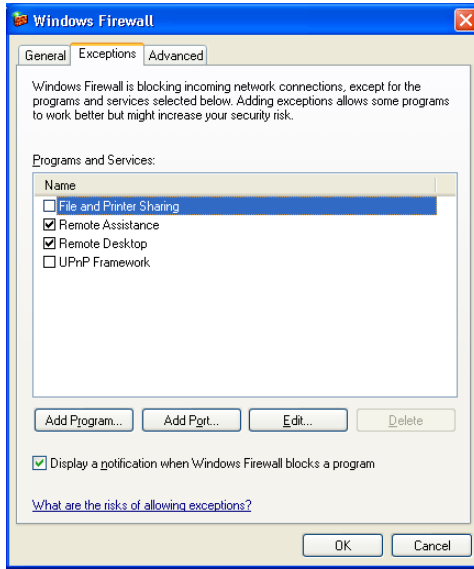 Windows Firewall
General Exceptions Advanced
Windows Firewall is blocking incoming network connections, except for the
programs and services selected below. Adding exceptions allows some programs
to work better but might increase your security risk.
Programs and Services:
Name
File and Printer Sharing
Remote Assistance
Remote Desktop
UPnP Framework
Add Program... Add Port... Edit... Delete
Display a notification when Windows Firewall blocks a program
What are the risks of allowing exceptions?
OK Cancel